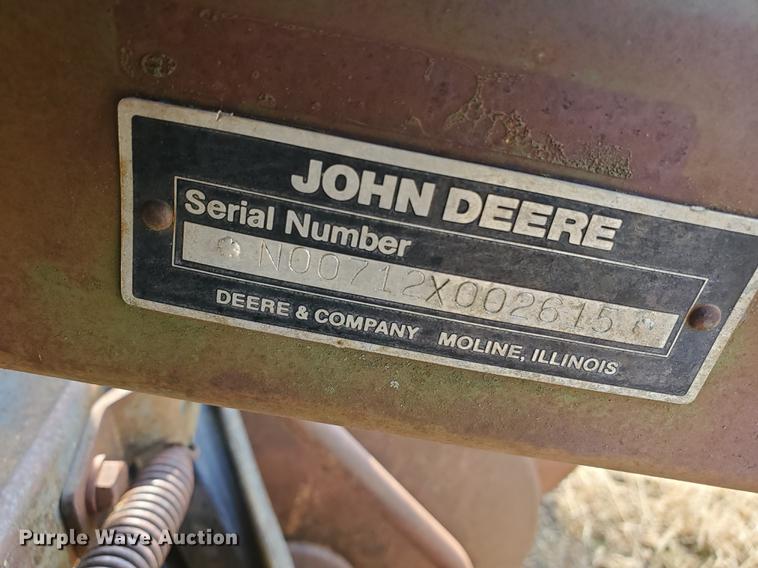 JOHN DEERE
Serial Number
N00712X002615
DEERE & COMPANY MOLINE, ILLINOIS
Purple Wave Auction